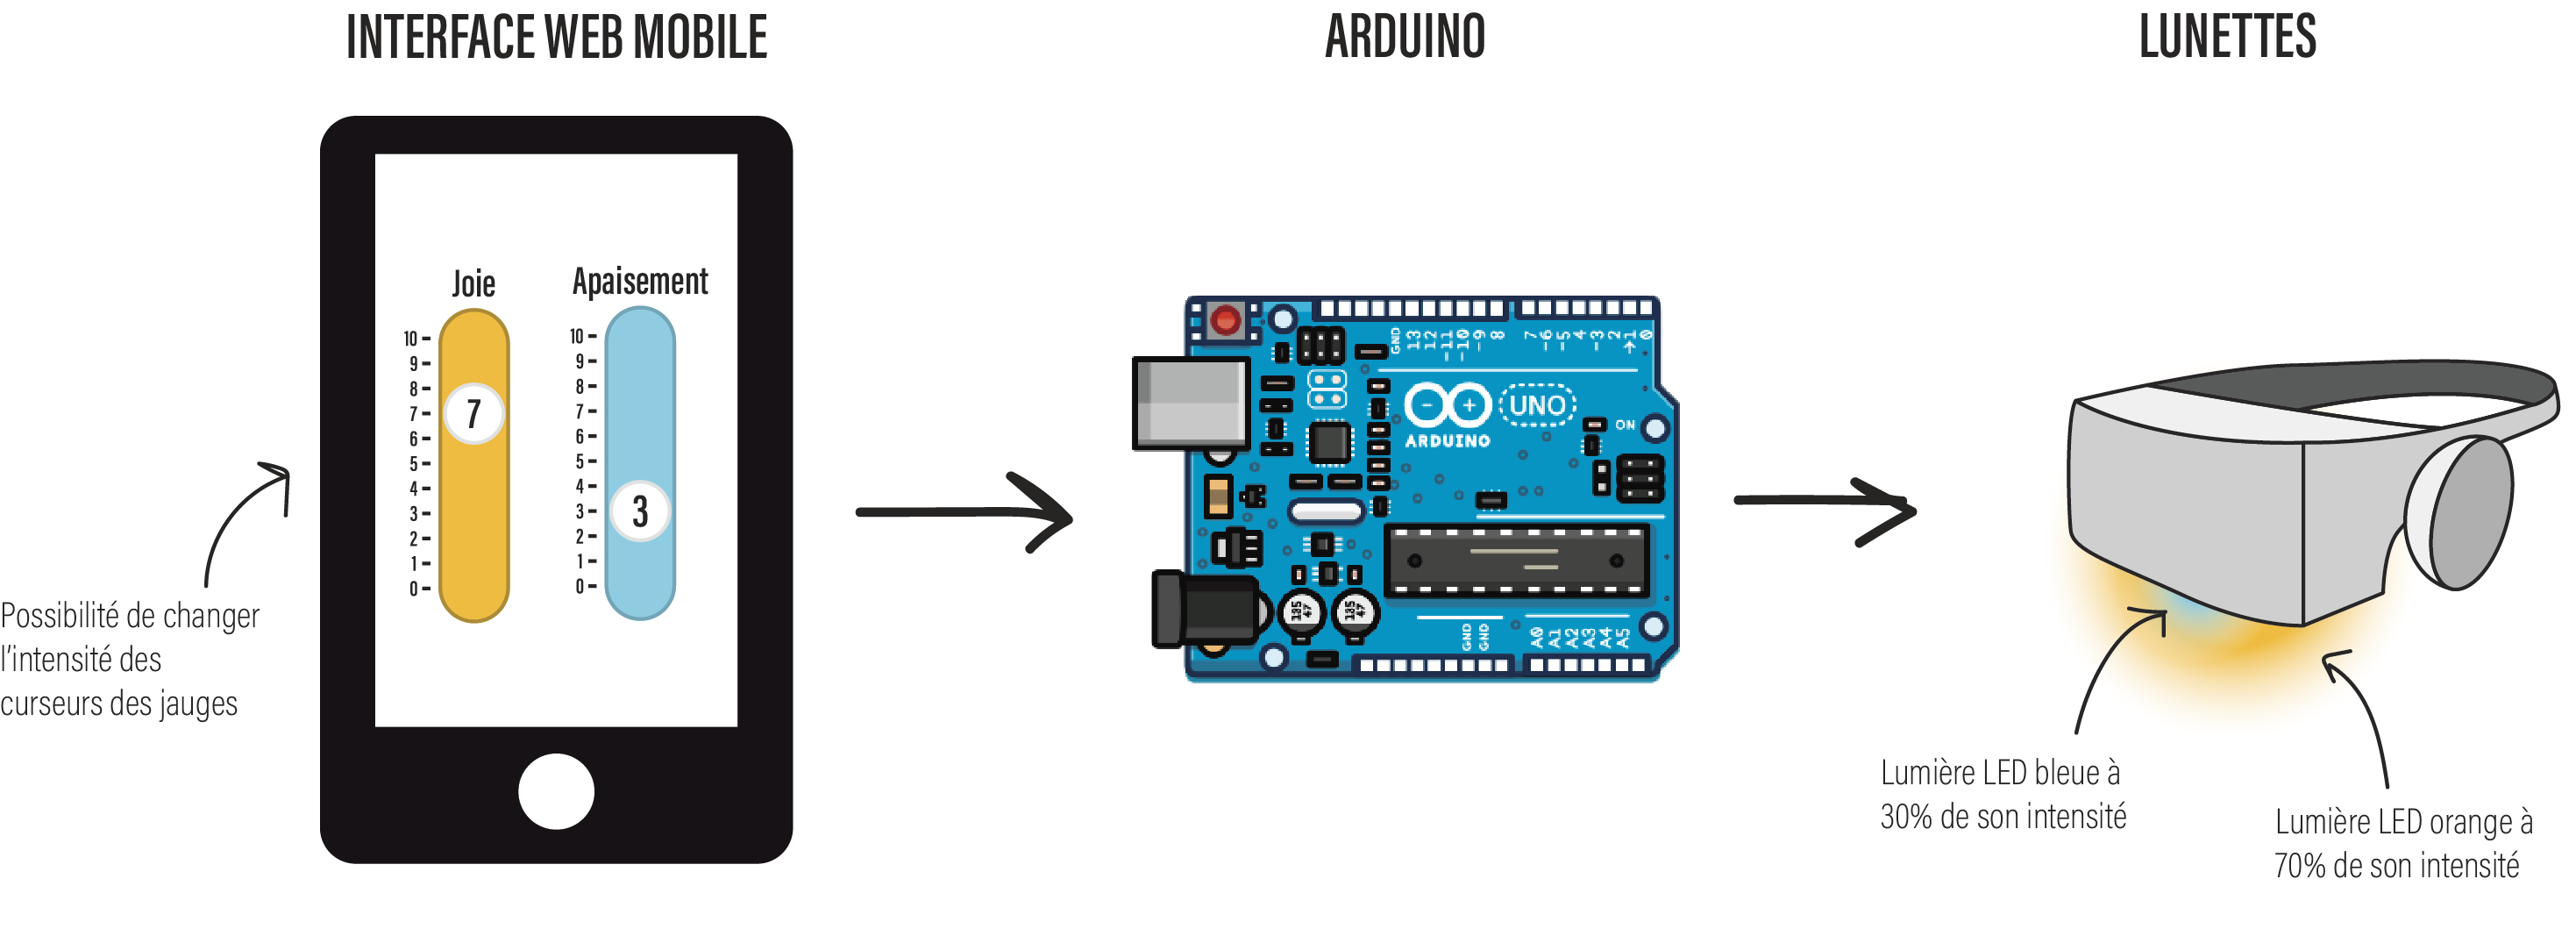 INTERFACE WEB MOBILE
ARDUINO
LUNETTES
Joie
Apaisement
10
9
8
7
6
5
4
3
2
1
0
7
10
9
8
7
6
5
4
3
2
1
0
3
Possibilité de changer
l'intensité des
curseurs des jauges
GND
13
12
~11
~10
~9
8
7
~6
~5
4
~3
2
→1
0
UNO
ARDUINO
ON
GND
GND
A0
A1
A2
A3
A4
A5
Lumière LED bleue à
30% de son intensité
Lumière LED orange à
70% de son intensité